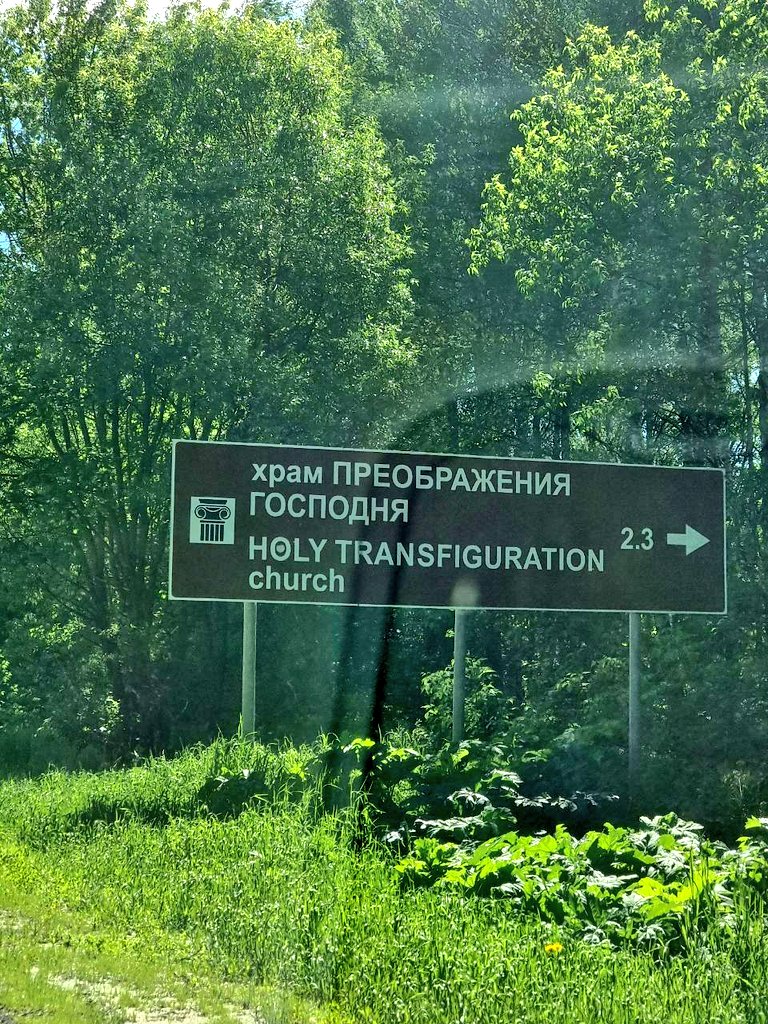 храм ПРЕОБРАЖЕНИЯ
ГОСПОДНЯ
HOLY TRANSFIGURATION
church
2.3